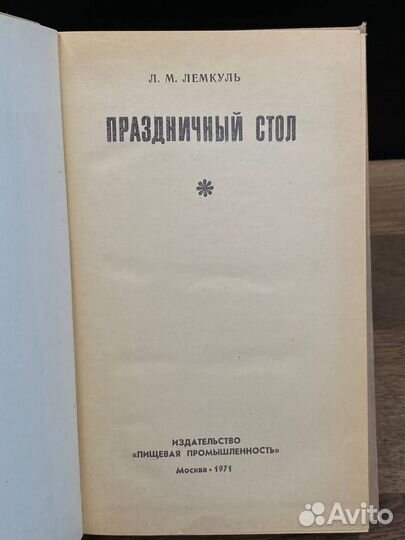 Л. М. ЛЕМКУЛЬ
ПРАЗДНИЧНЫЙ СТОЛ
ИЗДАТЕЛЬСТВО
«ПИЩЕВАЯ ПРОМЫШЛЕННОСТЬ»
Москва • 1971
Avito